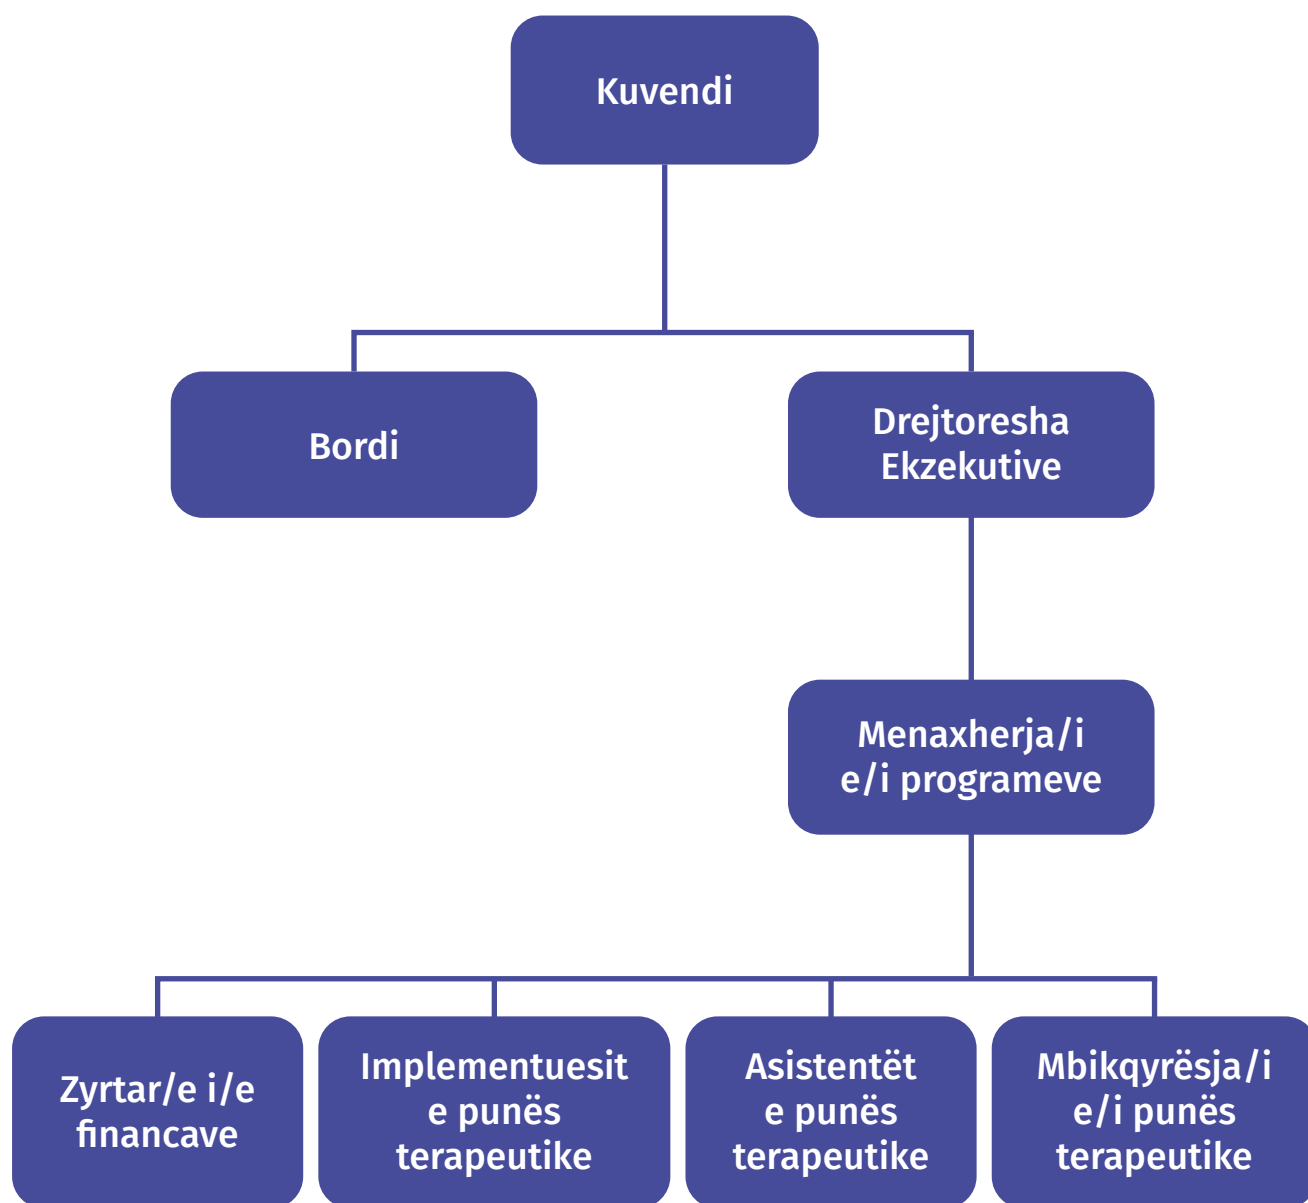 Kuvendi
Bordi
Drejtoresha
Ekzekutive
Menaxherja/i
e/i programeve
Zyrtar/e i/e
financave
Implementuesit
e punës
terapeutike
Asistentët
e punës
terapeutike
Mbikqyrësja/i
e/i punës
terapeutike